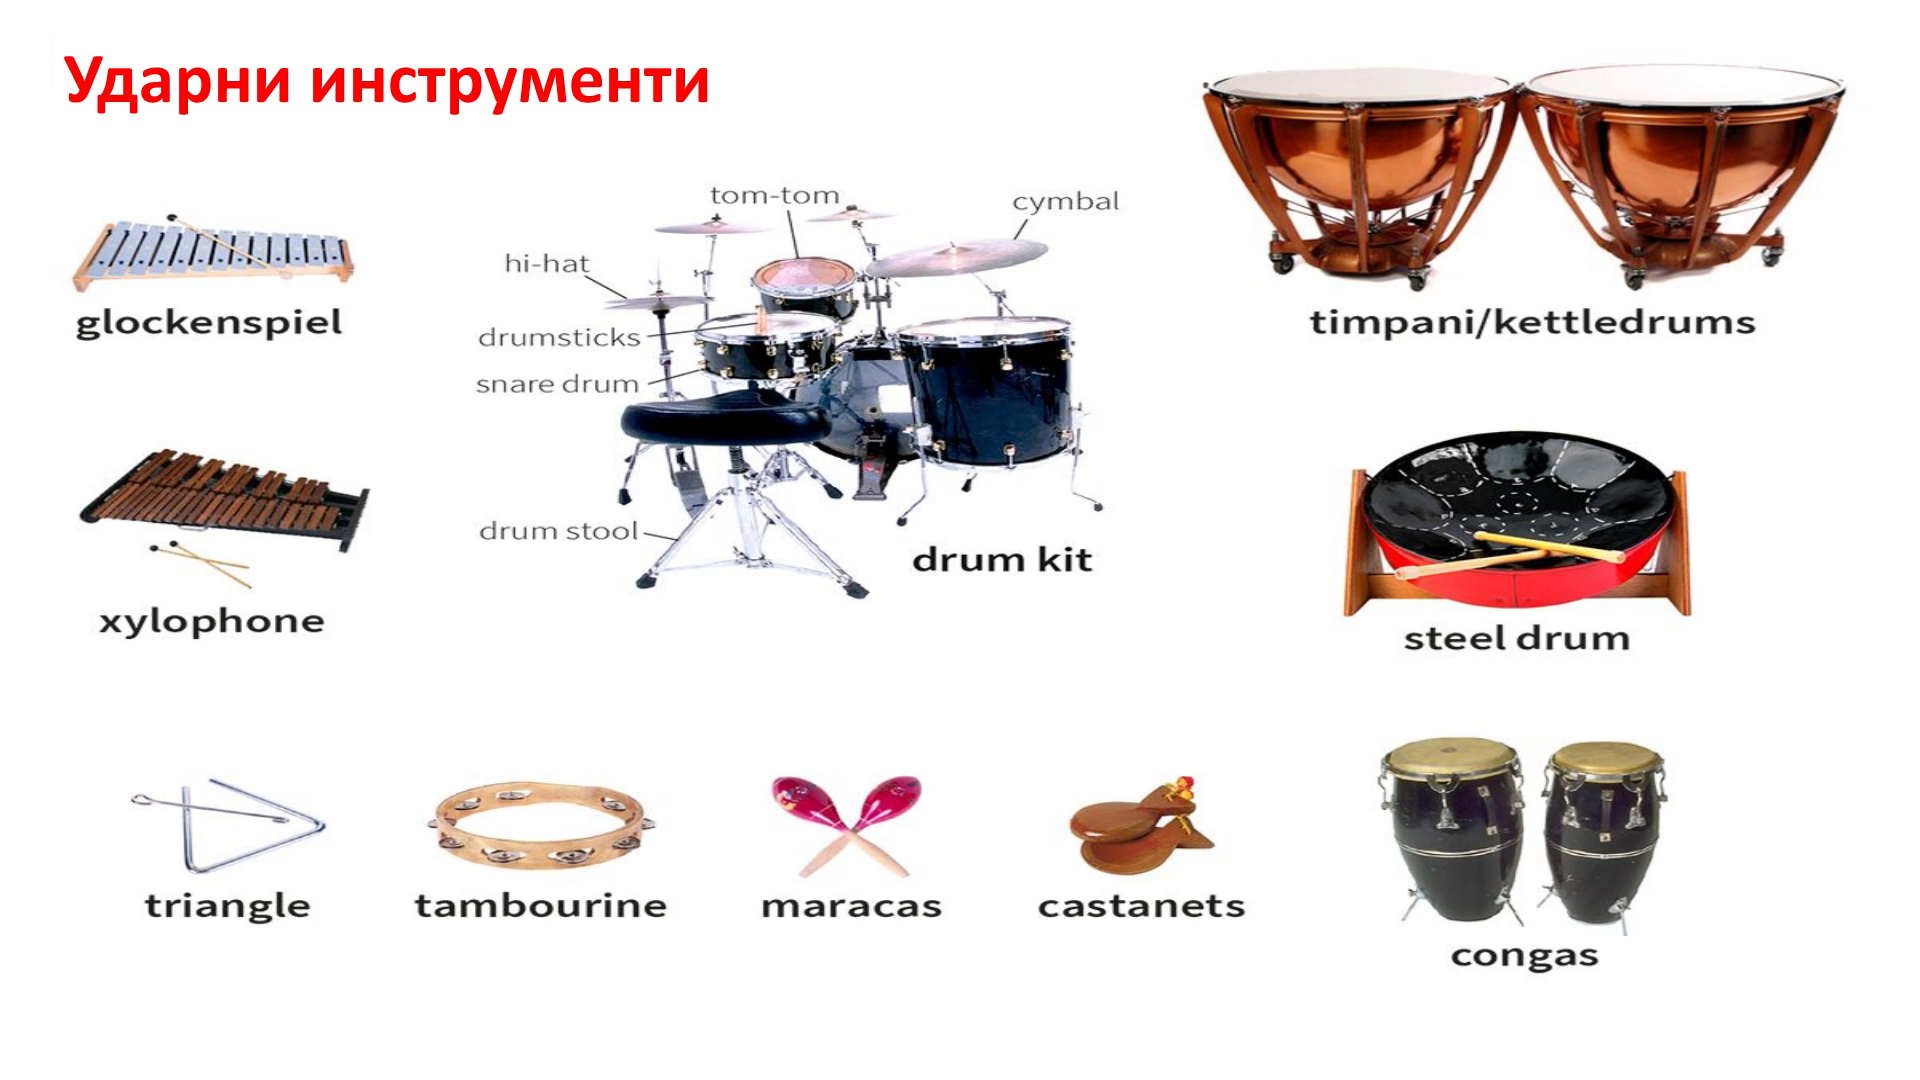 Ударни инструменти
tom-tom
cymbal
hi-hat
drumsticks
snare drum
drum stool
drum kit
glockenspiel
timpani/kettledrums
xylophone
steel drum
triangle
tambourine
maracas
castanets
congas